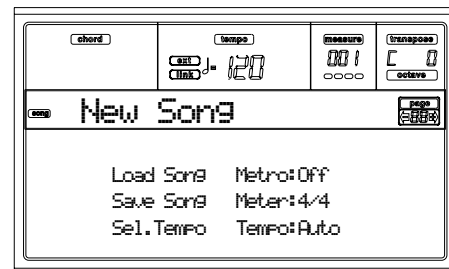 chord tempo measure transpose
ext link ♩= 120 001 C 0
octave
song New Song page
Load Song Metro:Off
Save Song Meter:4/4
Sel.Tempo Tempo:Auto